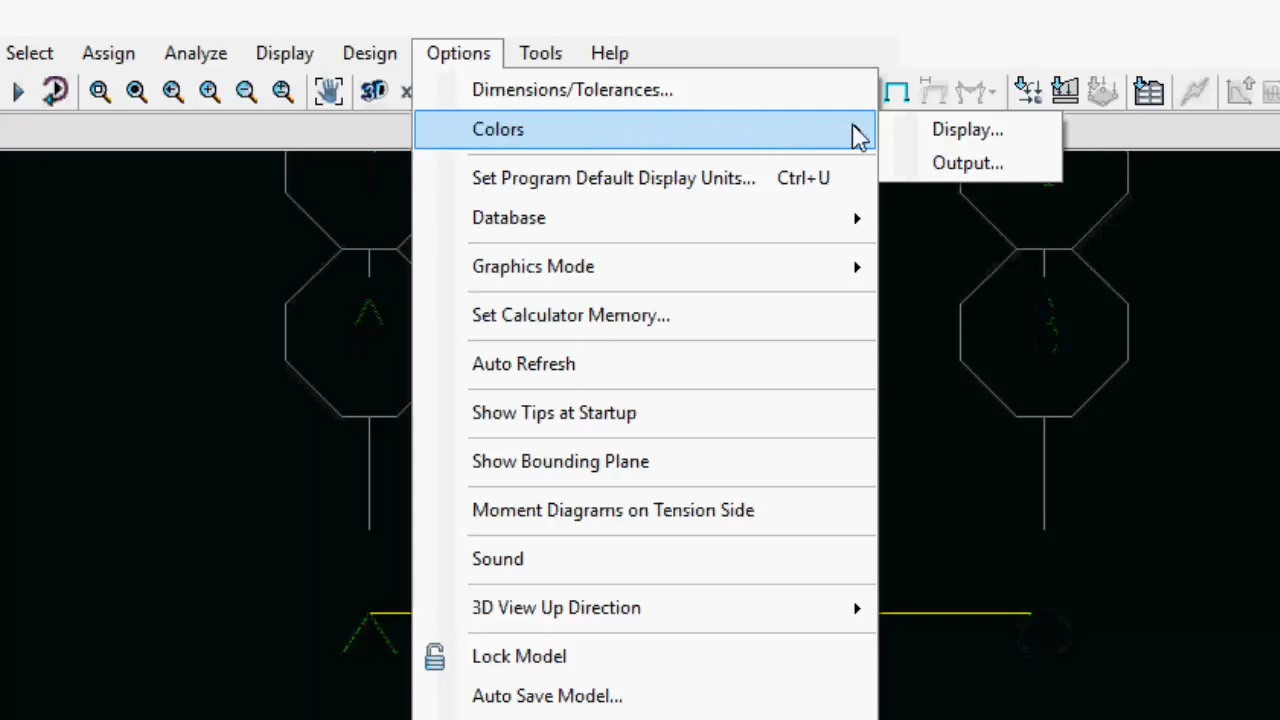 Select Assign Analyze Display Design Options Tools Help
3D
Dimensions/Tolerances...
Colors
Display...
Output...
Set Program Default Display Units... Ctrl+U
Database
Graphics Mode
Set Calculator Memory...
Auto Refresh
Show Tips at Startup
Show Bounding Plane
Moment Diagrams on Tension Side
Sound
3D View Up Direction
Lock Model
Auto Save Model...